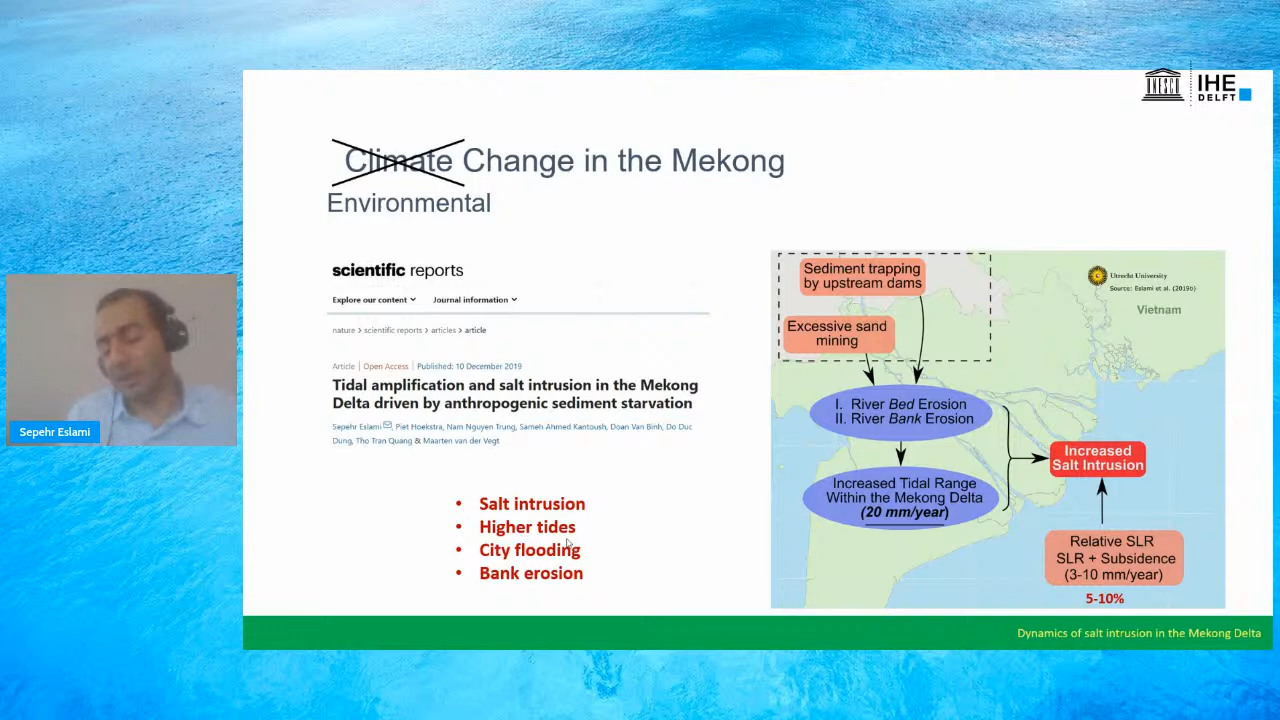 UNESCO
IHE
DELFT
Climate Change in the Mekong
Environmental
scientific reports
Explore our content
Journal information
nature > scientific reports > articles > article
Article | Open Access | Published: 10 December 2019
Tidal amplification and salt intrusion in the Mekong
Delta driven by anthropogenic sediment starvation
Sepehr Eslami, Piet Hoekstra, Nam Nguyen Trung, Sameh Ahmed Kantoush, Doan Van Binh, Do Duc
Dung, Tho Tran Quang & Maarten van der Vegt
• Salt intrusion
• Higher tides
• City flooding
• Bank erosion
Sediment trapping
by upstream dams
Excessive sand
mining
Utrecht University
Source: Eslami et al. (2019b)
Vietnam
I. River Bed Erosion
II. River Bank Erosion
Increased Tidal Range
Within the Mekong Delta
(20 mm/year)
Increased
Salt Intrusion
Relative SLR
SLR + Subsidence
(3-10 mm/year)
5-10%
Sepehr Eslami
Dynamics of salt intrusion in the Mekong Delta